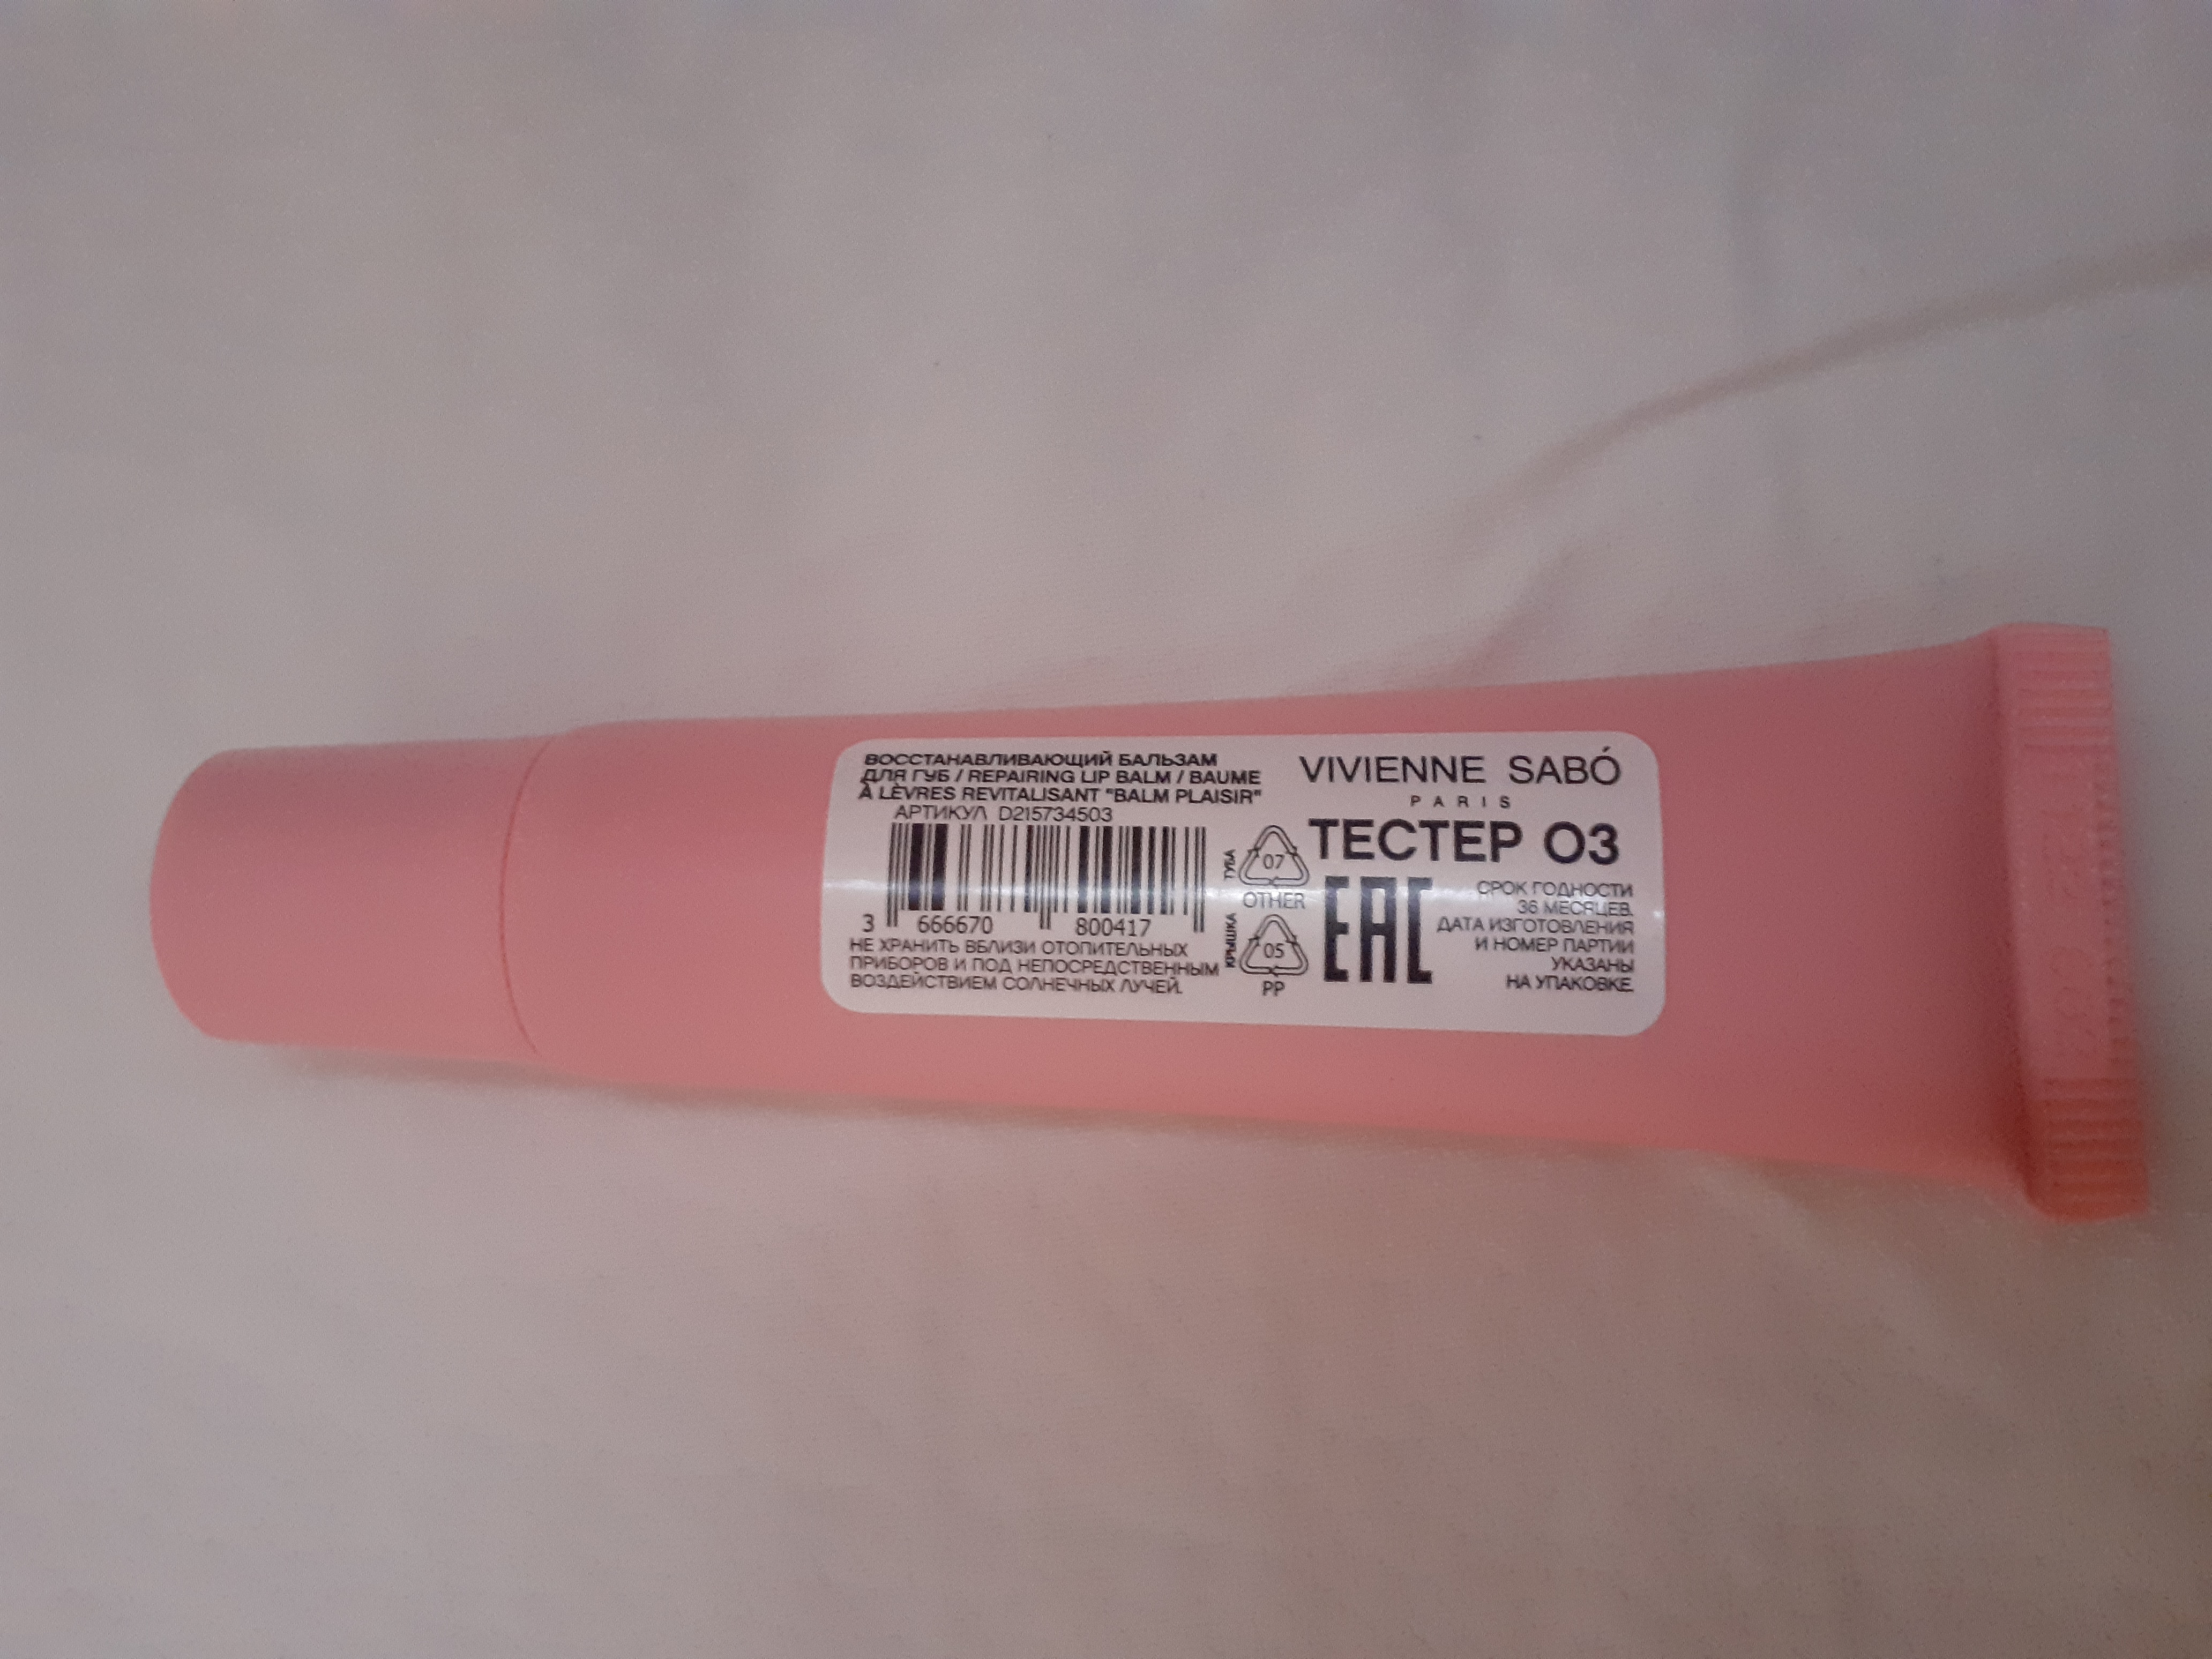 ВОССТАНАВЛИВАЮЩИЙ БАЛЬЗАМ
ДЛЯ ГУБ / REPAIRING LIP BALM / BAUME
À LÈVRES REVITALISANT "BALM PLAISIR"
АРТИКУЛ D215734503
3 666670 800417
НЕ ХРАНИТЬ ВБЛИЗИ ОТОПИТЕЛЬНЫХ
ПРИБОРОВ И ПОД НЕПОСРЕДСТВЕННЫМ
ВОЗДЕЙСТВИЕМ СОЛНЕЧНЫХ ЛУЧЕЙ.
ТУБА
07
OTHER
КРЫШКА
05
PP
VIVIENNE SABÓ
PARIS
ТЕСТЕР 03
EAC
СРОК ГОДНОСТИ
36 МЕСЯЦЕВ.
ДАТА ИЗГОТОВЛЕНИЯ
И НОМЕР ПАРТИИ
УКАЗАНЫ
НА УПАКОВКЕ.